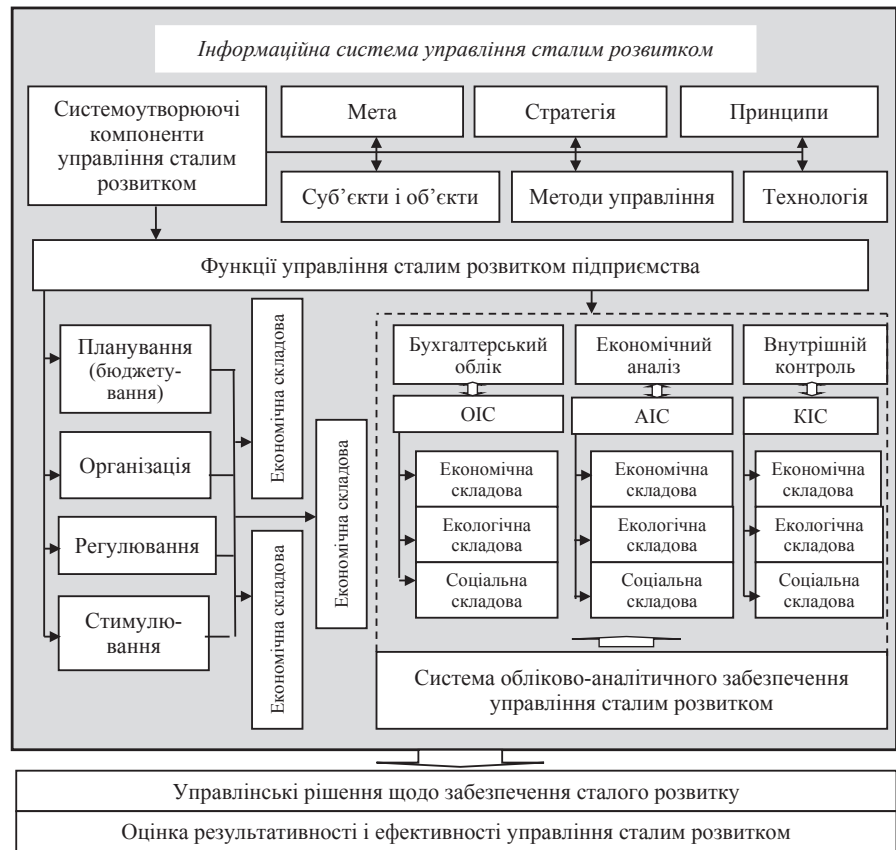 Інформаційна система управління сталим розвитком
Системоутворюючі
компоненти
управління сталим
розвитком
Мета
Стратегія
Принципи
Суб’єкти і об’єкти
Методи управління
Технологія
Функції управління сталим розвитком підприємства
Планування
(бюджету-
вання)
Організація
Регулювання
Стимулю-
вання
Економічна складова
Економічна складова
Економічна складова
Бухгалтерський
облік
Економічний
аналіз
Внутрішній
контроль
ОІС
АІС
КІС
Економічна
складова
Екологічна
складова
Соціальна
складова
Економічна
складова
Екологічна
складова
Соціальна
складова
Економічна
складова
Екологічна
складова
Соціальна
складова
Система обліково-аналітичного забезпечення
управління сталим розвитком
Управлінські рішення щодо забезпечення сталого розвитку
Оцінка результативності і ефективності управління сталим розвитком